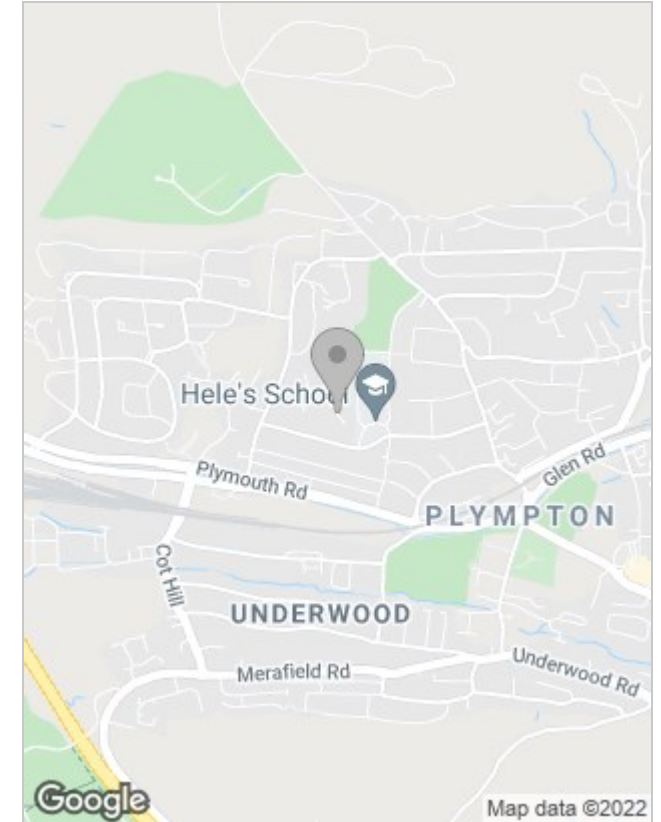 Hele's School
Plymouth Rd
Glen Rd
PLYMPTON
Cot Hill
UNDERWOOD
Merafield Rd
Underwood Rd
Google
Map data ©2022